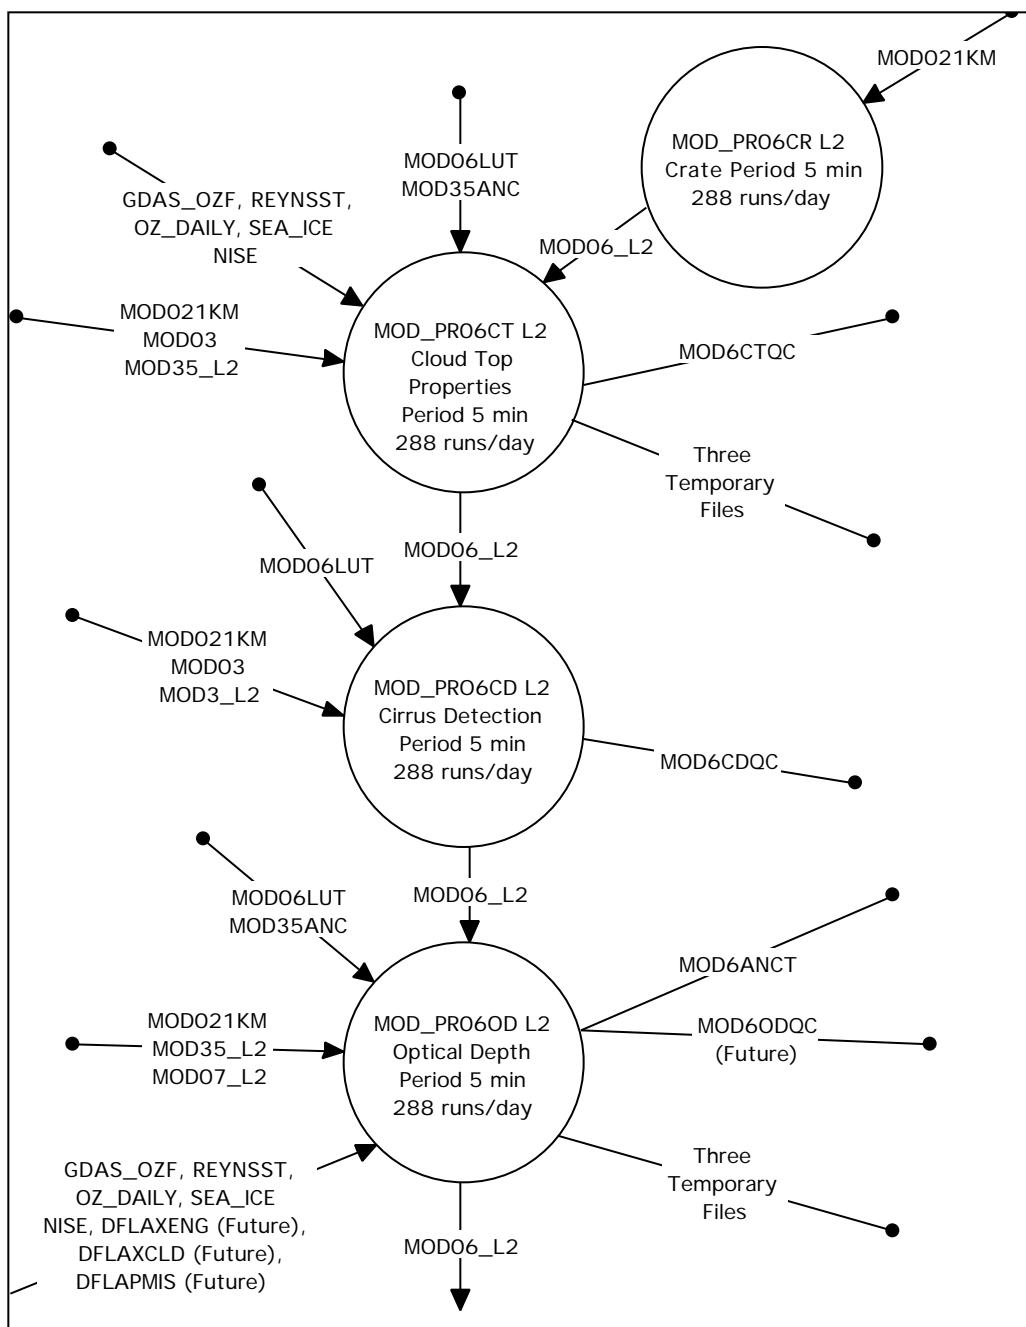 MOD021KM
MOD_PR06CR L2
Crate Period 5 min
288 runs/day
MOD06LUT
MOD35ANC
GDAS_OZF, REYNSST,
OZ_DAILY, SEA_ICE
NISE
MOD06_L2
MOD021KM
MOD03
MOD35_L2
MOD_PR06CT L2
Cloud Top
Properties
Period 5 min
288 runs/day
MOD6CTQC
Three
Temporary
Files
MOD06_L2
MOD06LUT
MOD021KM
MOD03
MOD3_L2
MOD_PR06CD L2
Cirrus Detection
Period 5 min
288 runs/day
MOD6CDQC
MOD06_L2
MOD06LUT
MOD35ANC
MOD6ANCT
MOD021KM
MOD35_L2
MOD07_L2
MOD_PR06OD L2
Optical Depth
Period 5 min
288 runs/day
MOD6ODQC
(Future)
GDAS_OZF, REYNSST,
OZ_DAILY, SEA_ICE
NISE, DFLAXENG (Future),
DFLAXCLD (Future),
DFLAPMIS (Future)
Three
Temporary
Files
MOD06_L2